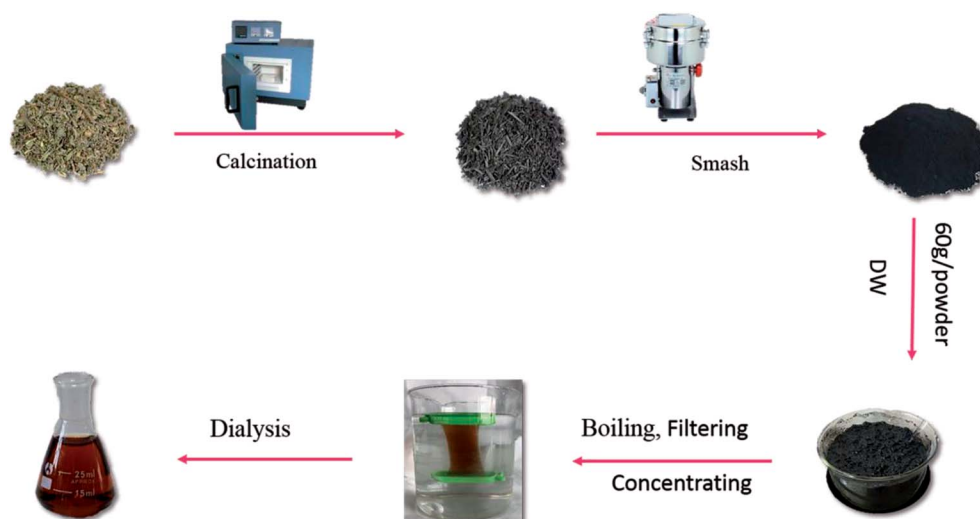 Calcination
Smash
60g/powder
DW
Boiling, Filtering
Concentrating
Dialysis
25ml
15ml